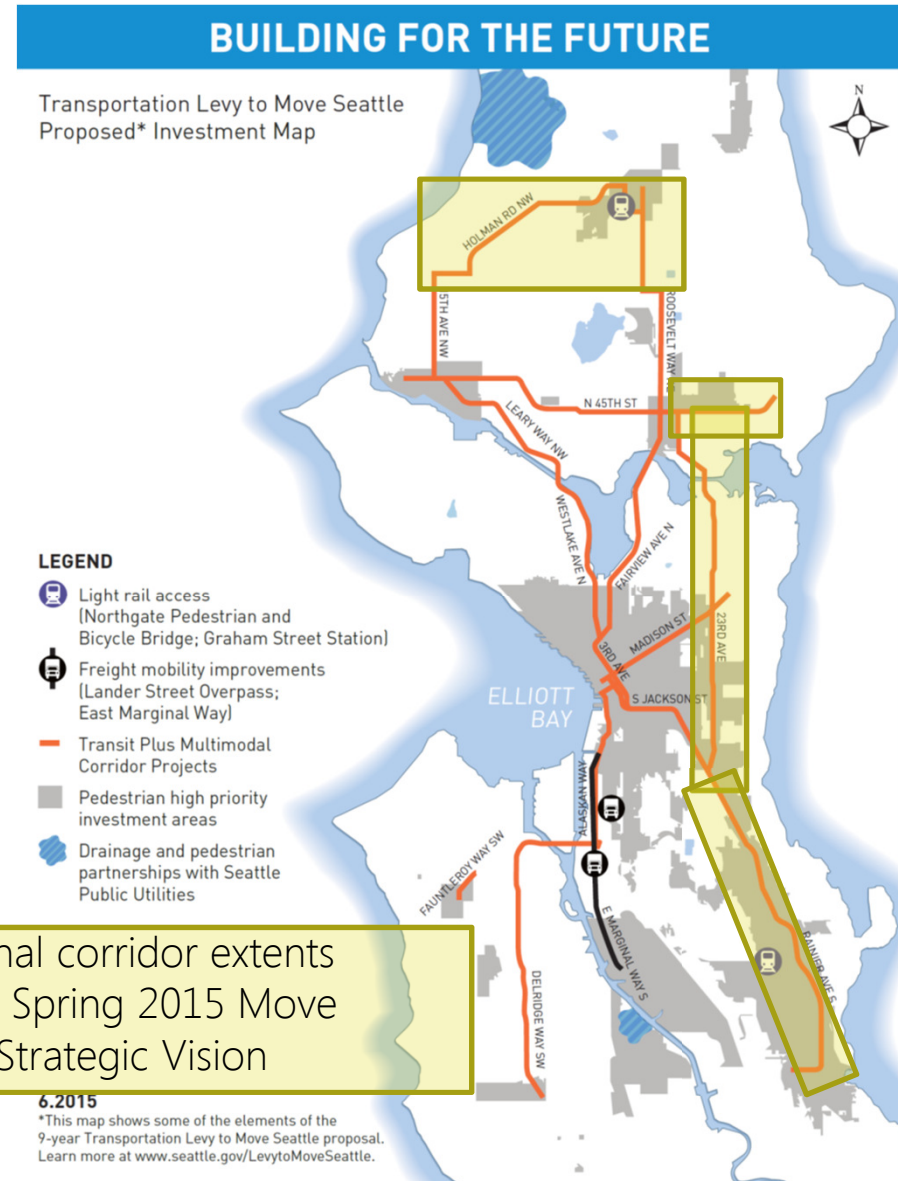 BUILDING FOR THE FUTURE
Transportation Levy to Move Seattle
Proposed* Investment Map
N
HOLMAN RD NW
5TH AVE NW
ROOSEVELT WAY
N 45TH ST
LEARY WAY NW
WESTLAKE AVE N
FAIRVIEW AVE N
MADISON ST
23RD AVE
3RD AVE
S JACKSON ST
ELLIOTT
BAY
ALASKAN WAY
FAUNTLEROY WAY SW
E MARGINAL WAY S
DELRIDGE WAY SW
RAINIER AVE S
LEGEND
Light rail access
(Northgate Pedestrian and
Bicycle Bridge; Graham Street Station)
Freight mobility improvements
(Lander Street Overpass;
East Marginal Way)
Transit Plus Multimodal
Corridor Projects
Pedestrian high priority
investment areas
Drainage and pedestrian
partnerships with Seattle
Public Utilities
nal corridor extents
Spring 2015 Move
Strategic Vision
6.2015
*This map shows some of the elements of the
9-year Transportation Levy to Move Seattle proposal.
Learn more at www.seattle.gov/LevytoMoveSeattle.